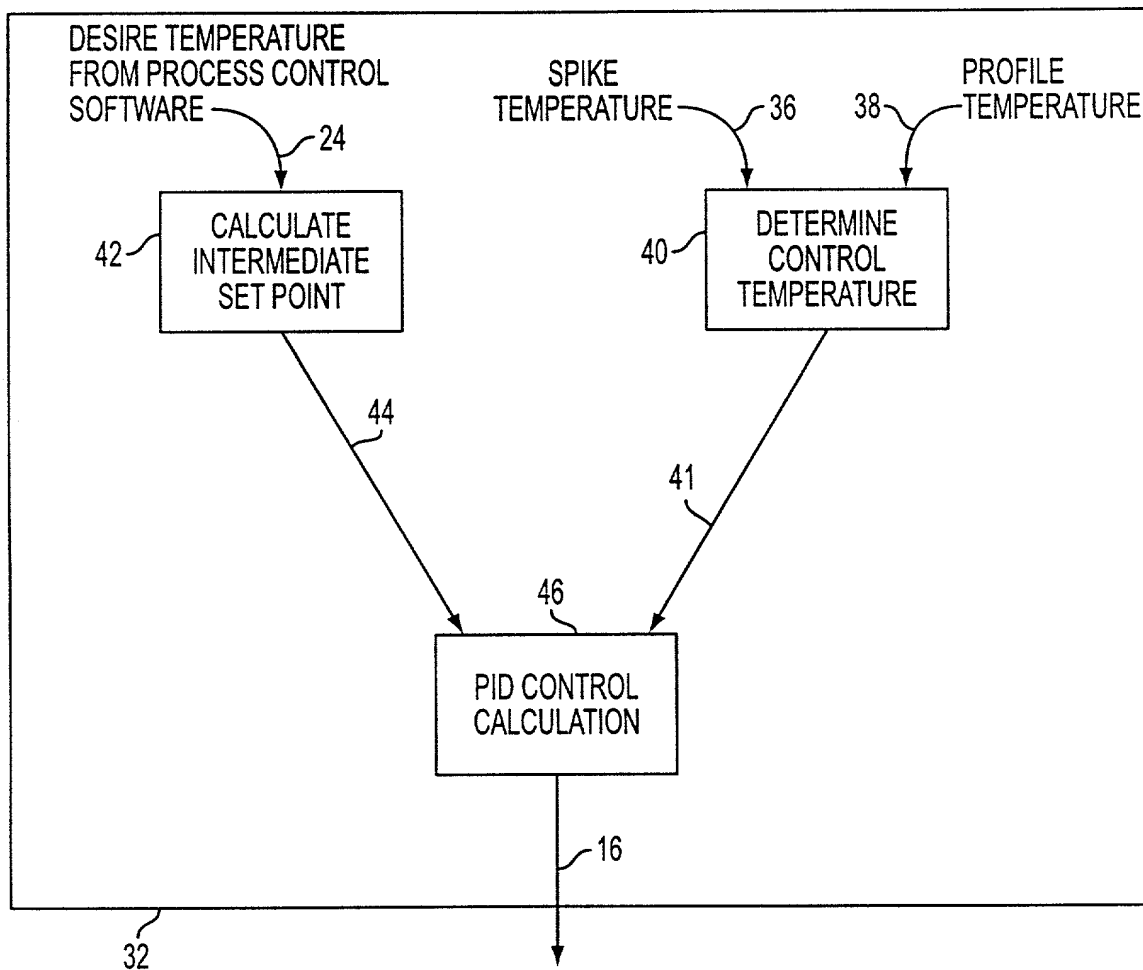 DESIRE TEMPERATURE
FROM PROCESS CONTROL
SOFTWARE
24
SPIKE
TEMPERATURE
36
38
PROFILE
TEMPERATURE
42
CALCULATE
INTERMEDIATE
SET POINT
40
DETERMINE
CONTROL
TEMPERATURE
44
41
46
PID CONTROL
CALCULATION
16
32